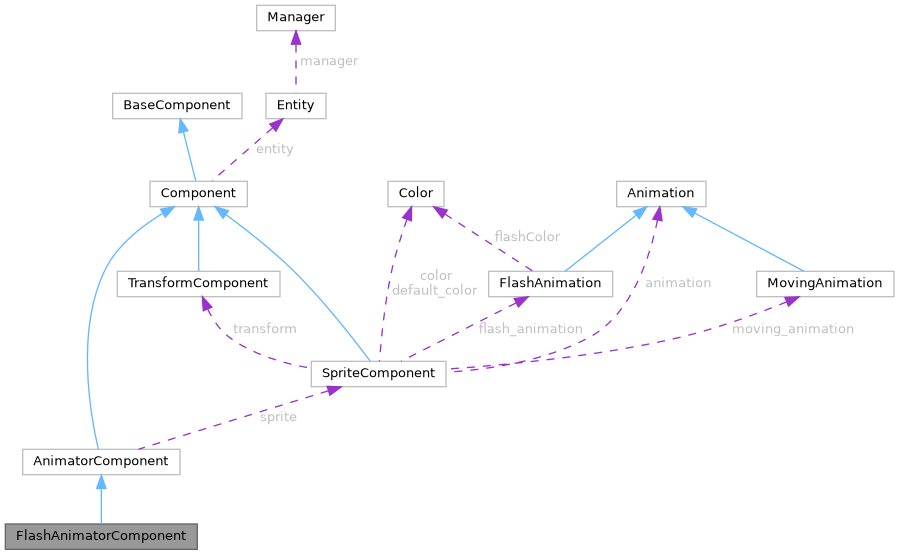 Manager
manager
BaseComponent
Entity
entity
Component
Color
Animation
flashColor
color
default_color
TransformComponent
FlashAnimation
animation
MovingAnimation
transform
flash_animation
moving_animation
SpriteComponent
sprite
AnimatorComponent
FlashAnimatorComponent